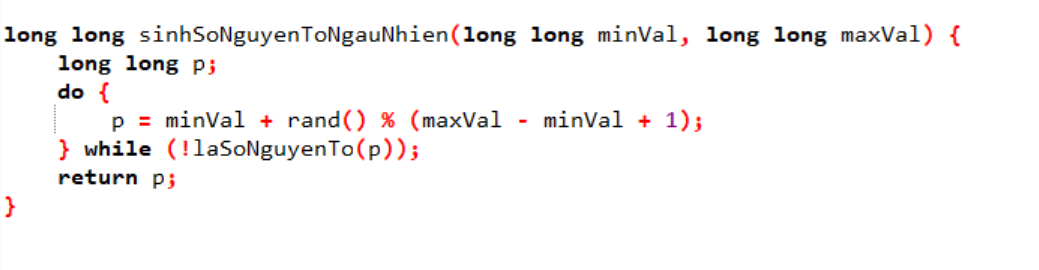 long long sinhSoNguyenToNgauNhien(long long minVal, long long maxVal) {
    long long p;
    do {
        p = minVal + rand() % (maxVal - minVal + 1);
    } while (!laSoNguyenTo(p));
    return p;
}